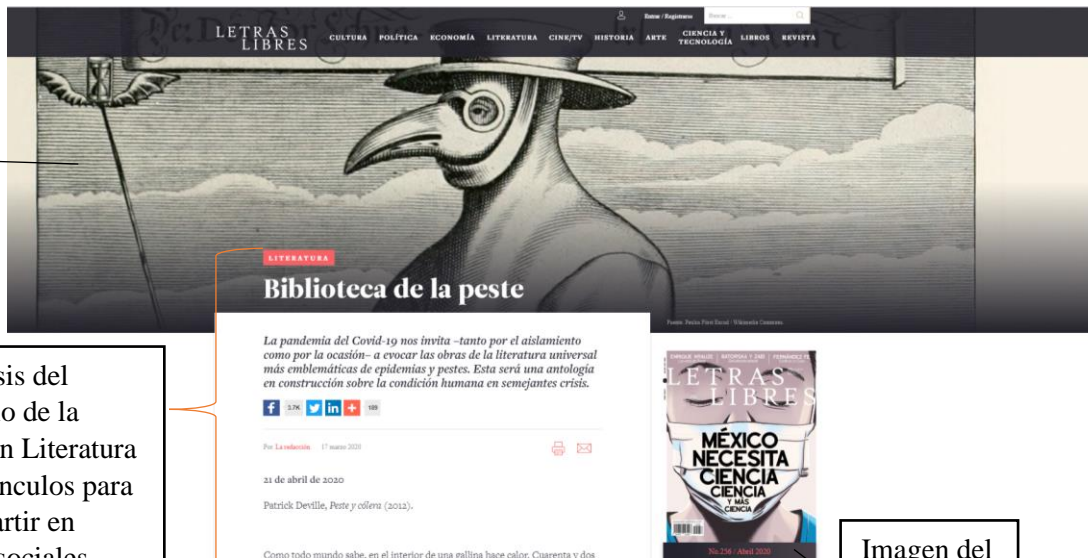 LETRAS
LIBRES
CULTURA POLÍTICA ECONOMÍA LITERATURA CINE/TV HISTORIA ARTE CIENCIA Y TECNOLOGÍA LIBROS REVISTA
Entrar / Registrarse
Buscar...
LITERATURA
Biblioteca de la peste
La pandemia del Covid-19 nos invita –tanto por el aislamiento
como por la ocasión– a evocar las obras de la literatura universal
más emblemáticas de epidemias y pestes. Esta será una antología
en construcción sobre la condición humana en semejantes crisis.
3.7K
189
Por La redacción 17 marzo 2020
21 de abril de 2020
Patrick Deville, Peste y cólera (2012).
Como todo mundo sabe, en el interior de una gallina hace calor. Cuarenta y dos
sis del
o de la
n Literatura
nculos para
artir en
sociales
ENRIQUE KRAUZE
LETRAS
LIBRES
MÉXICO
NECESITA
CIENCIA
CIENCIA
Y MÁS
CIENCIA
No.256 / Abril 2020
Imagen del